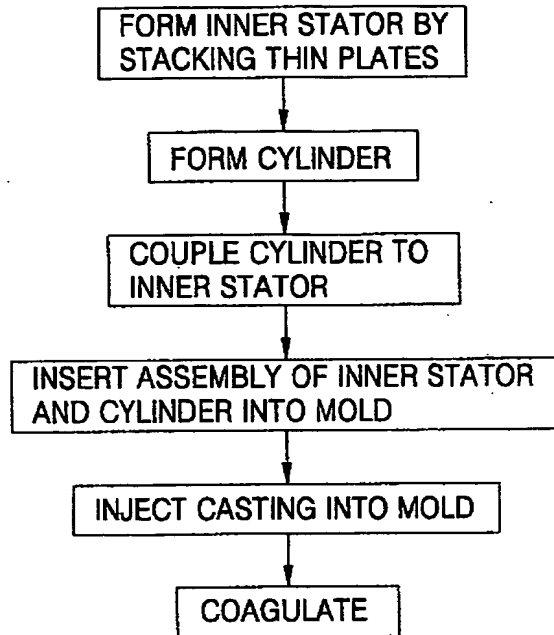 FORM INNER STATOR BY
STACKING THIN PLATES
FORM CYLINDER
COUPLE CYLINDER TO
INNER STATOR
INSERT ASSEMBLY OF INNER STATOR
AND CYLINDER INTO MOLD
INJECT CASTING INTO MOLD
COAGULATE